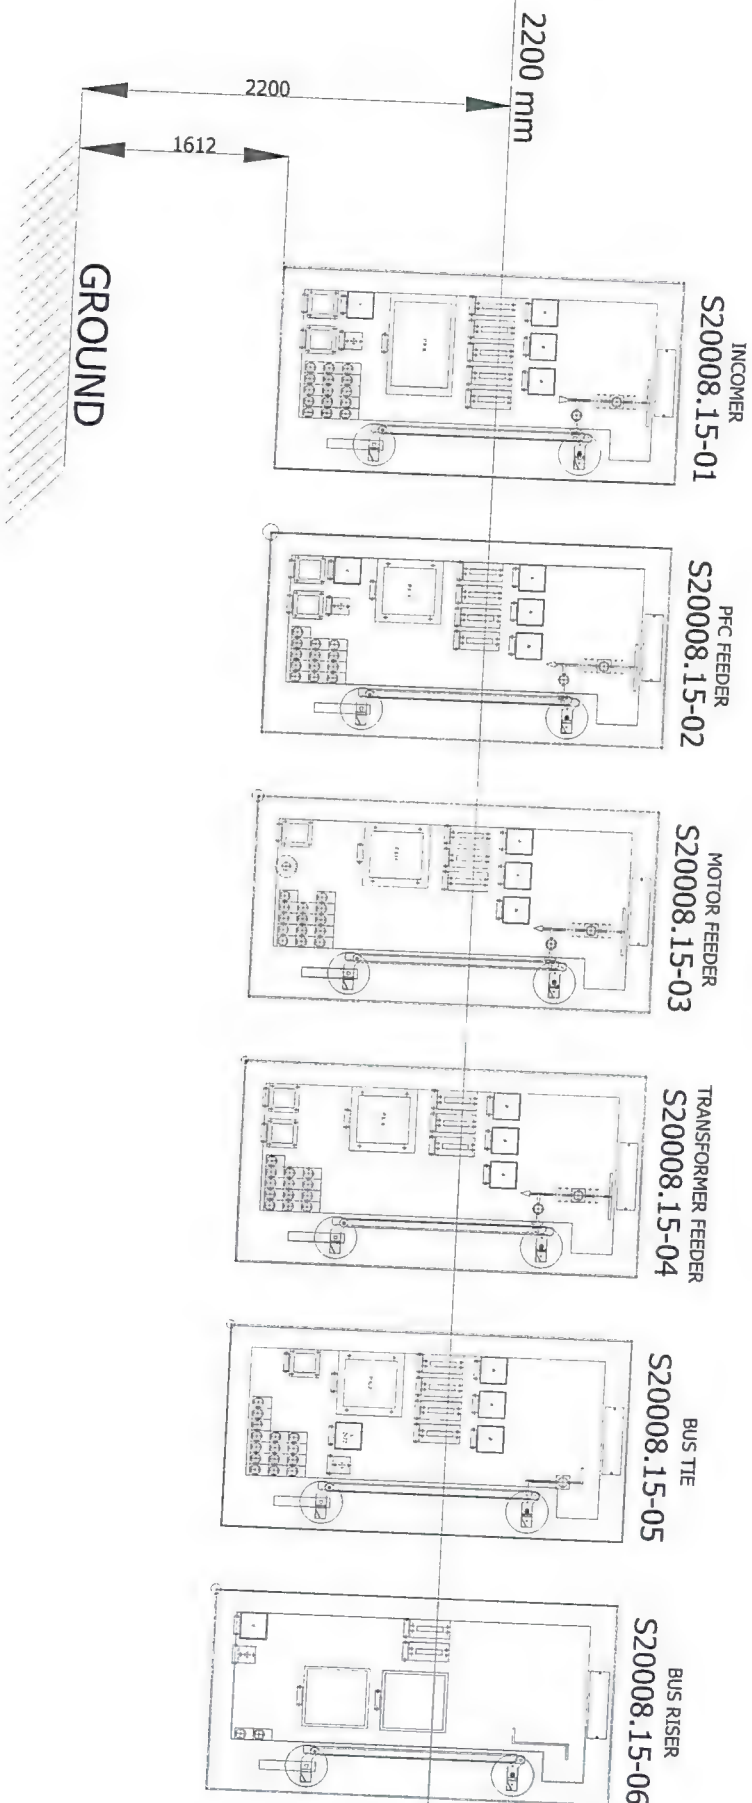 2200 mm
2200
1612
GROUND
INCOMER
S20008.15-01
PFC FEEDER
S20008.15-02
MOTOR FEEDER
S20008.15-03
TRANSFORMER FEEDER
S20008.15-04
BUS TIE
S20008.15-05
BUS RISER
S20008.15-06